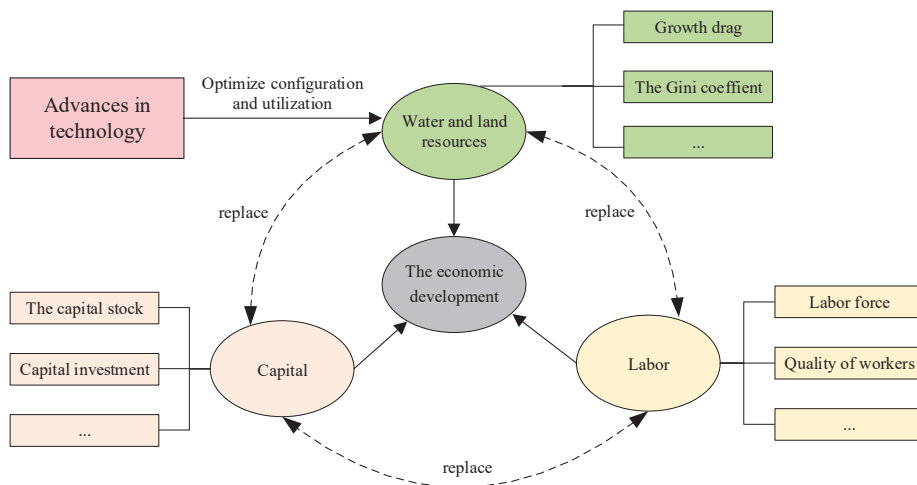 Growth drag
Optimize configuration
and utilization
Advances in
technology
The Gini coeffient
Water and land
resources
...
replace
replace
The economic
development
The capital stock
Labor force
Capital investment
Capital
Labor
Quality of workers
...
...
replace